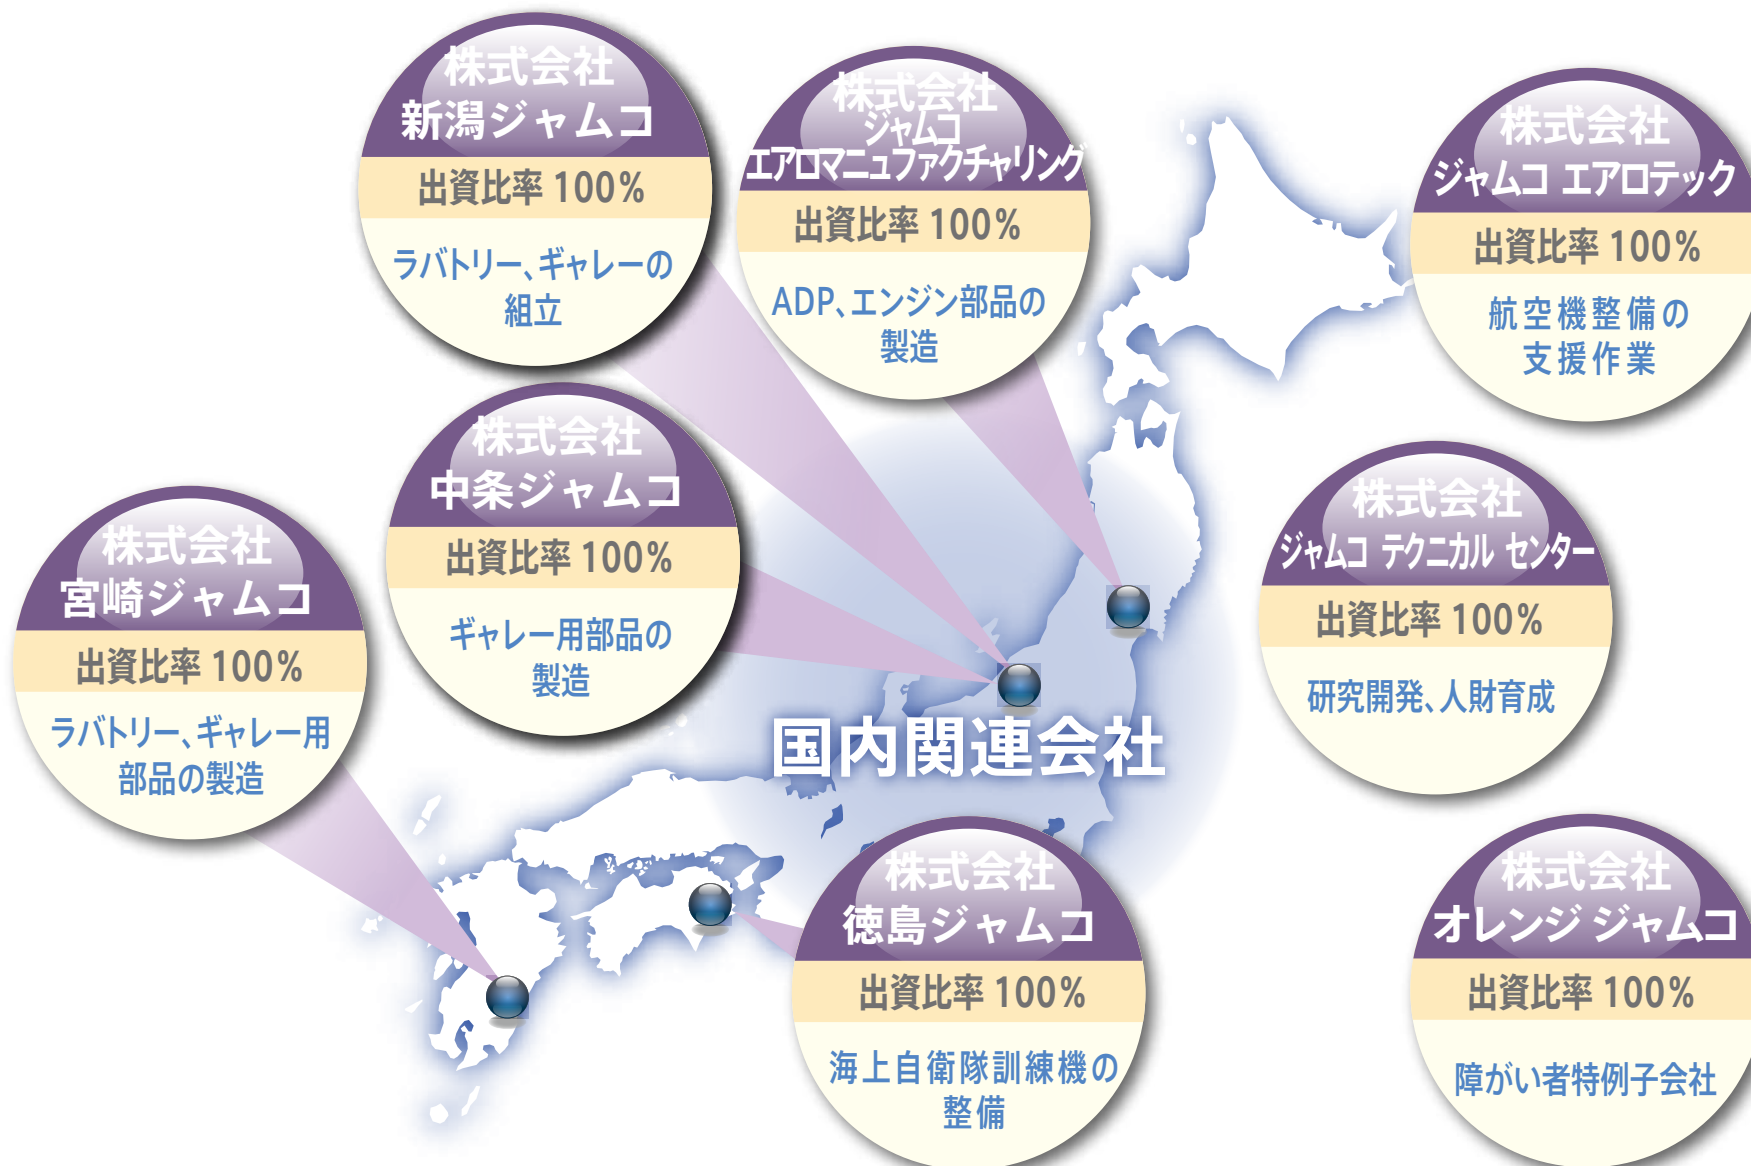 株式会社
新潟ジャムコ
出資比率 100%
ラバトリー、ギャレーの
組立
株式会社
ジャムコ
エアロマニュファクチャリング
出資比率 100%
ADP、エンジン部品の
製造
株式会社
ジャムコ エアロテック
出資比率 100%
航空機整備の
支援作業
株式会社
中条ジャムコ
出資比率 100%
ギャレー用部品の
製造
株式会社
宮崎ジャムコ
出資比率 100%
ラバトリー、ギャレー用
部品の製造
株式会社
ジャムコ テクニカル センター
出資比率 100%
研究開発、人財育成
国内関連会社
株式会社
徳島ジャムコ
出資比率 100%
海上自衛隊訓練機の
整備
株式会社
オレンジ ジャムコ
出資比率 100%
障がい者特例子会社